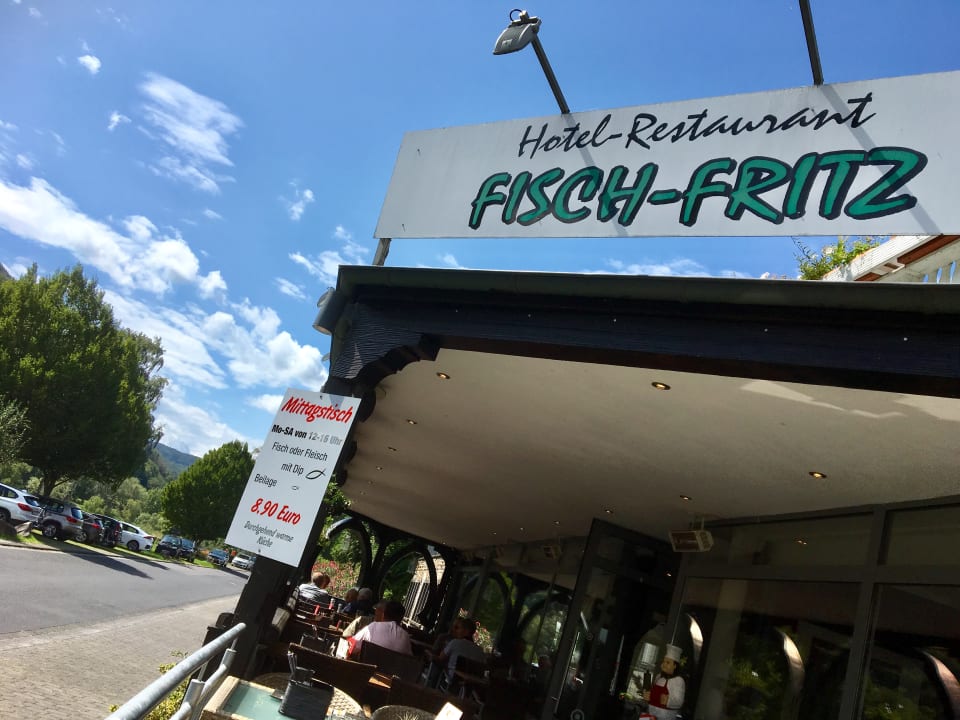 Hotel-Restaurant
FISCH-FRITZ
Mittagstisch
Mo-SA von 12-16 Uhr
Fisch oder Fleisch
mit Dip
Beilage
8,90 Euro
Durchgehend warme
Küche